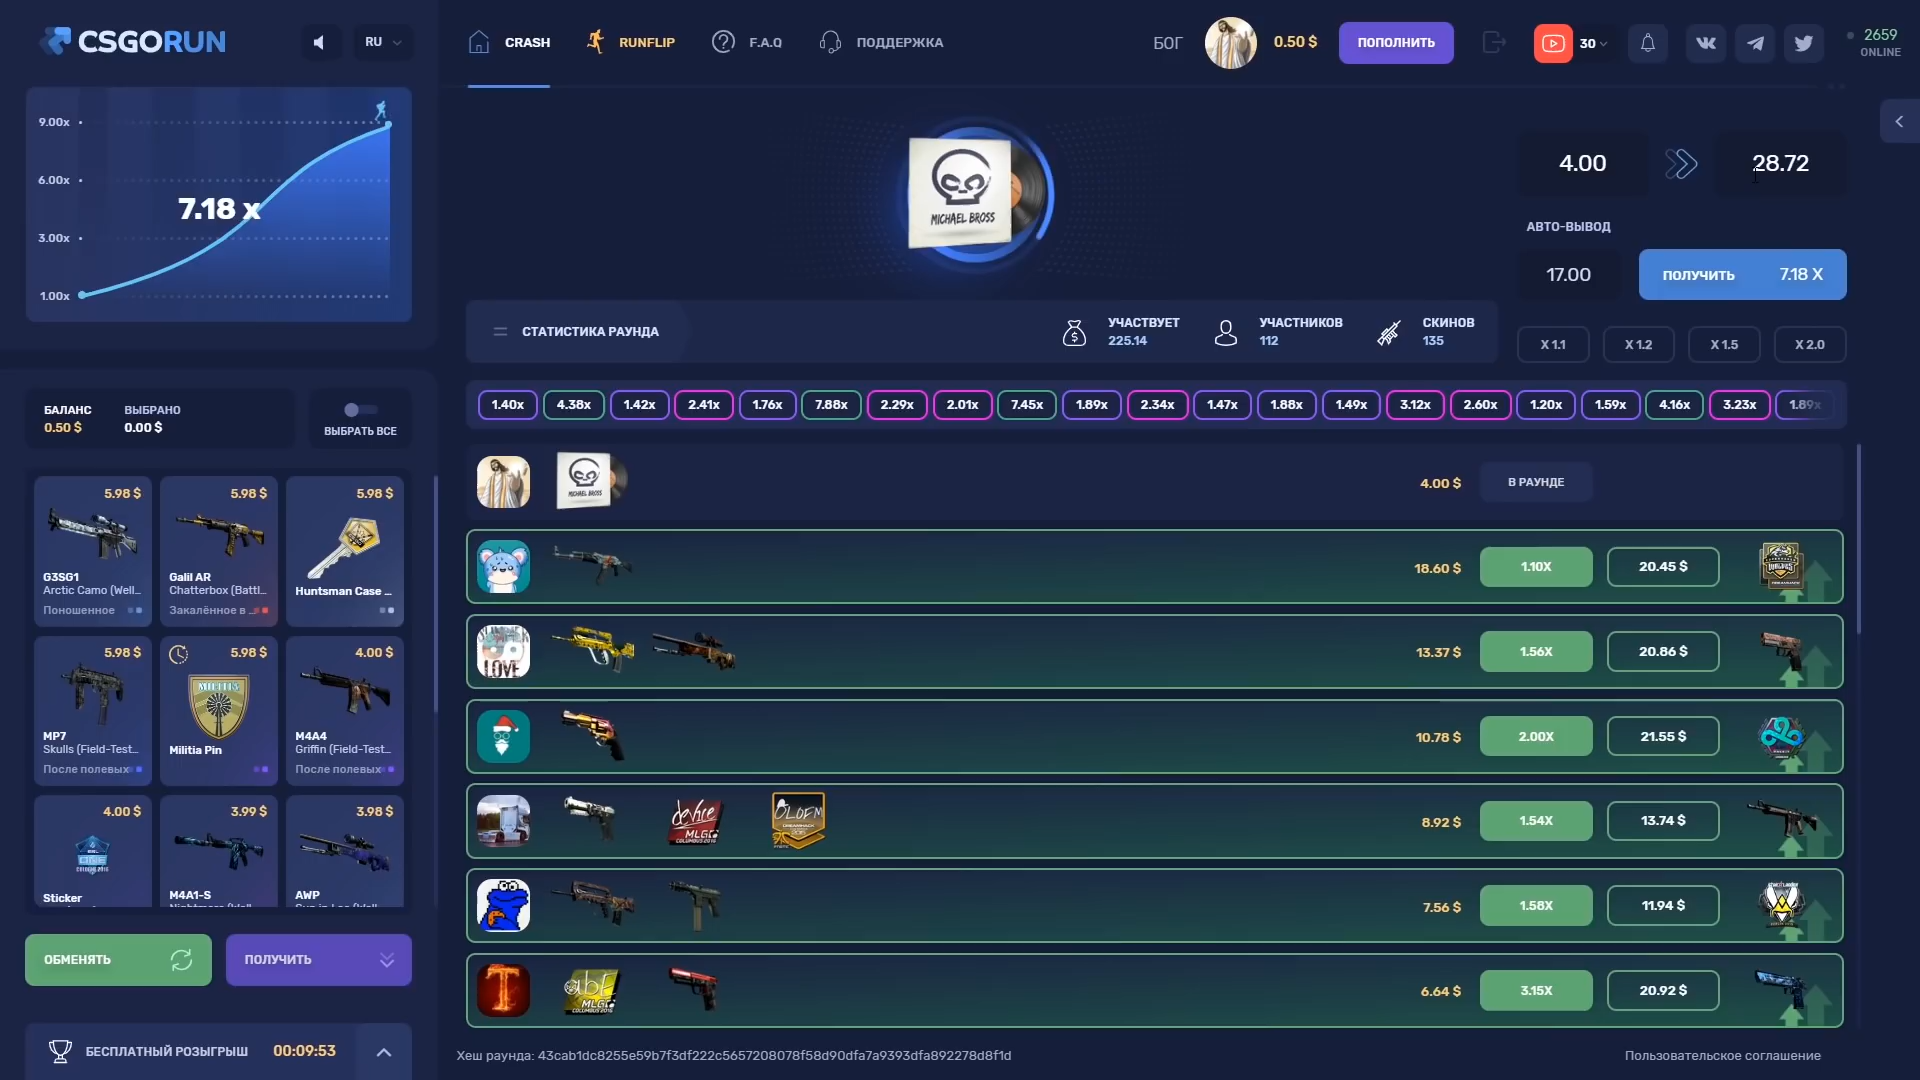 CSGORUN
RU
CRASH
RUNFLIP
F.A.Q
ПОДДЕРЖКА
БОГ
0.50 $
ПОПОЛНИТЬ
30
2659
ONLINE
9.00x
6.00x
3.00x
1.00x
7.18 x
MICHAEL BROSS
4.00
28.72
АВТО-ВЫВОД
17.00
ПОЛУЧИТЬ 7.18 X
X 1.1
X 1.2
X 1.5
X 2.0
СТАТИСТИКА РАУНДА
УЧАСТВУЕТ
225.14
УЧАСТНИКОВ
112
СКИНОВ
135
1.40x 4.38x 1.42x 2.41x 1.76x 7.88x 2.29x 2.01x 7.45x 1.89x 2.34x 1.47x 1.88x 1.49x 3.12x 2.60x 1.20x 1.59x 4.16x 3.23x 1.89x
БАЛАНС
0.50 $
ВЫБРАНО
0.00 $
ВЫБРАТЬ ВСЕ
5.98 $
G3SG1
Arctic Camo (Well...
Поношенное
5.98 $
Galil AR
Chatterbox (Battl...
Закалённое в ...
5.98 $
Huntsman Case ...
5.98 $
MP7
Skulls (Field-Test...
После полевых
5.98 $
MILITIA
Militia Pin
4.00 $
M4A4
Griffin (Field-Test...
После полевых
4.00 $
Sticker
3.99 $
M4A1-S
3.98 $
AWP
ОБМЕНЯТЬ
ПОЛУЧИТЬ
БЕСПЛАТНЫЙ РОЗЫГРЫШ 00:09:53
MICHAEL BROSS
4.00 $ В РАУНДЕ
18.60 $ 1.10X 20.45 $
LOVE
13.37 $ 1.56X 20.86 $
10.78 $ 2.00X 21.55 $
MLG
OLOFM
8.92 $ 1.54X 13.74 $
7.56 $ 1.58X 11.94 $
MLG
6.64 $ 3.15X 20.92 $
Хеш раунда: 43cab1dc8255e59b7f3df222c5657208078f58d90dfa7a9393dfa892278d8f1d
Пользовательское соглашение